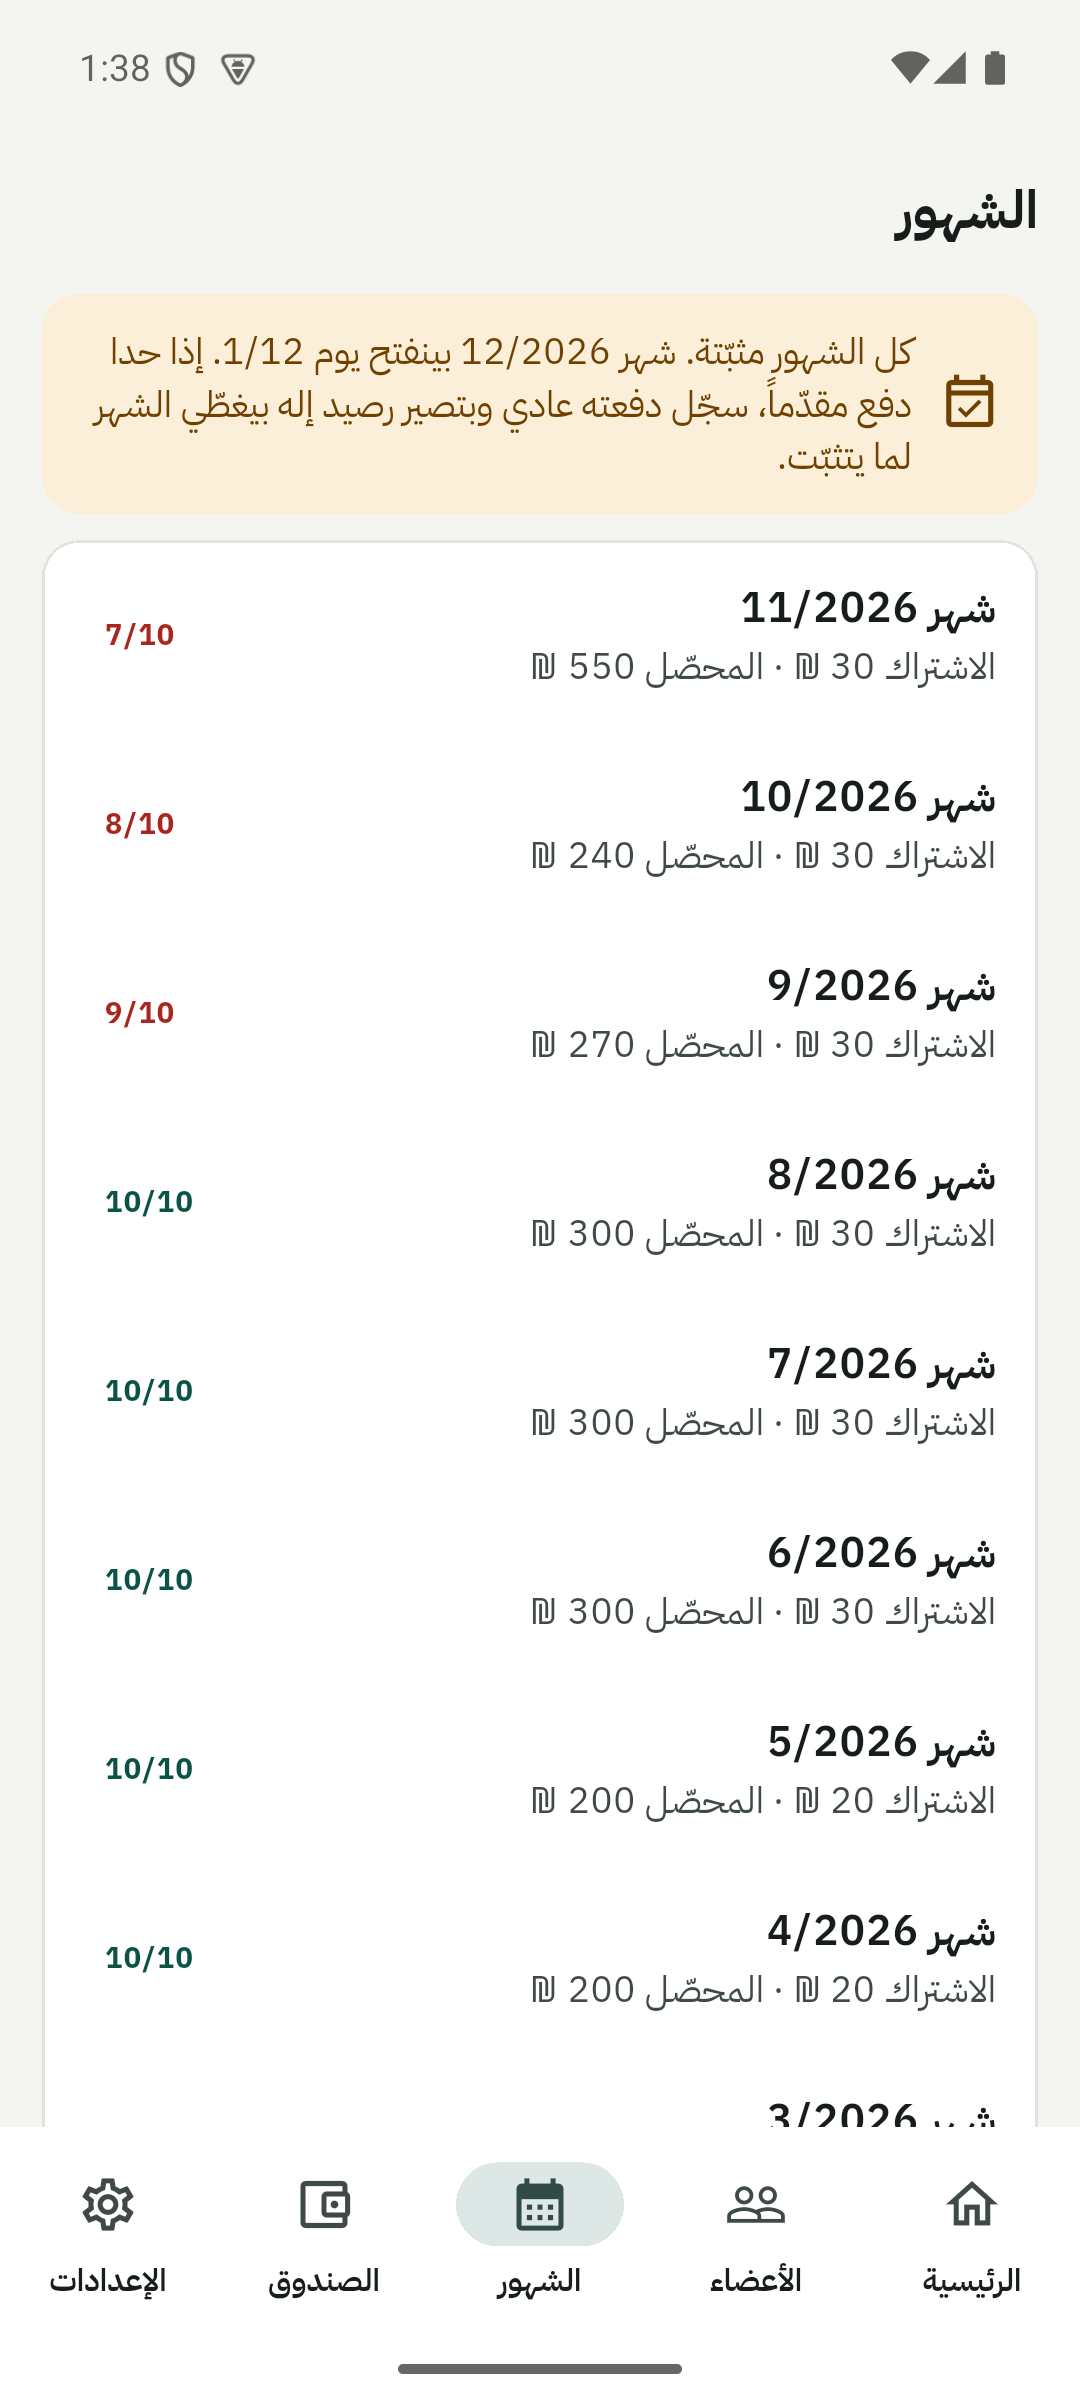 1:38
الشهور
كل الشهور مثبّتة. شهر 12/2026 بينفتح يوم 1/12. إذا حدا
دفع مقدّماً، سجّل دفعته عادي وبتصير رصيد إله بيغطّي الشهر
لما يتثبّت.
شهر 11/2026
الاشتراك 30 ₪ · المحصّل 550 ₪
7/10
شهر 10/2026
الاشتراك 30 ₪ · المحصّل 240 ₪
8/10
شهر 9/2026
الاشتراك 30 ₪ · المحصّل 270 ₪
9/10
شهر 8/2026
الاشتراك 30 ₪ · المحصّل 300 ₪
10/10
شهر 7/2026
الاشتراك 30 ₪ · المحصّل 300 ₪
10/10
شهر 6/2026
الاشتراك 30 ₪ · المحصّل 300 ₪
10/10
شهر 5/2026
الاشتراك 20 ₪ · المحصّل 200 ₪
10/10
شهر 4/2026
الاشتراك 20 ₪ · المحصّل 200 ₪
10/10
شهر 3/2026
الرئيسية
الأعضاء
الشهور
الصندوق
الإعدادات